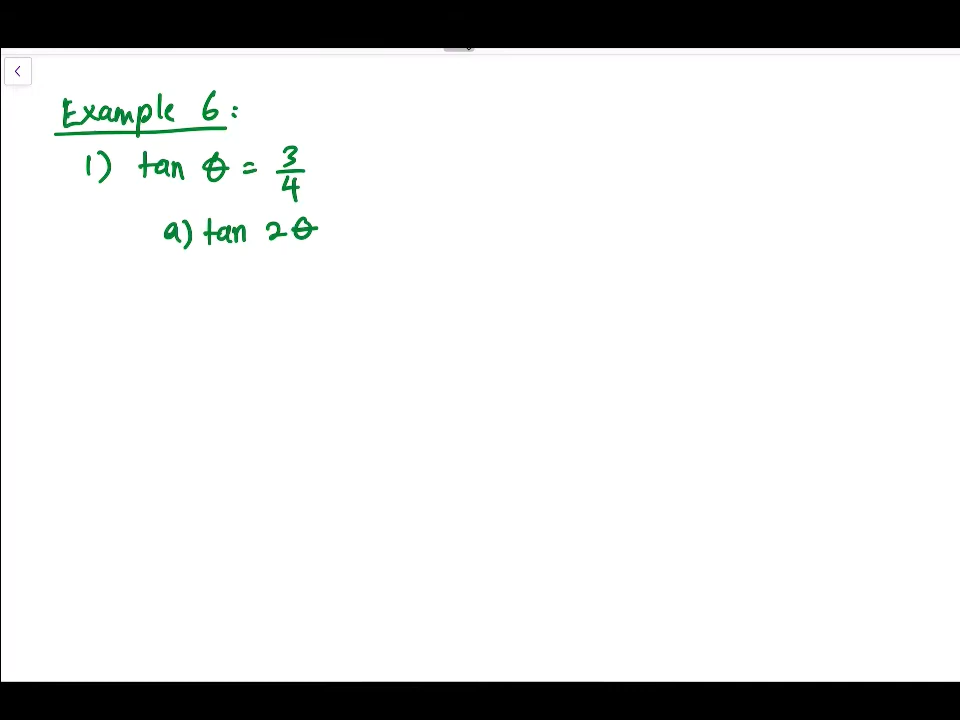 Example 6:
1) tan θ = 3/4
a) tan 2θ